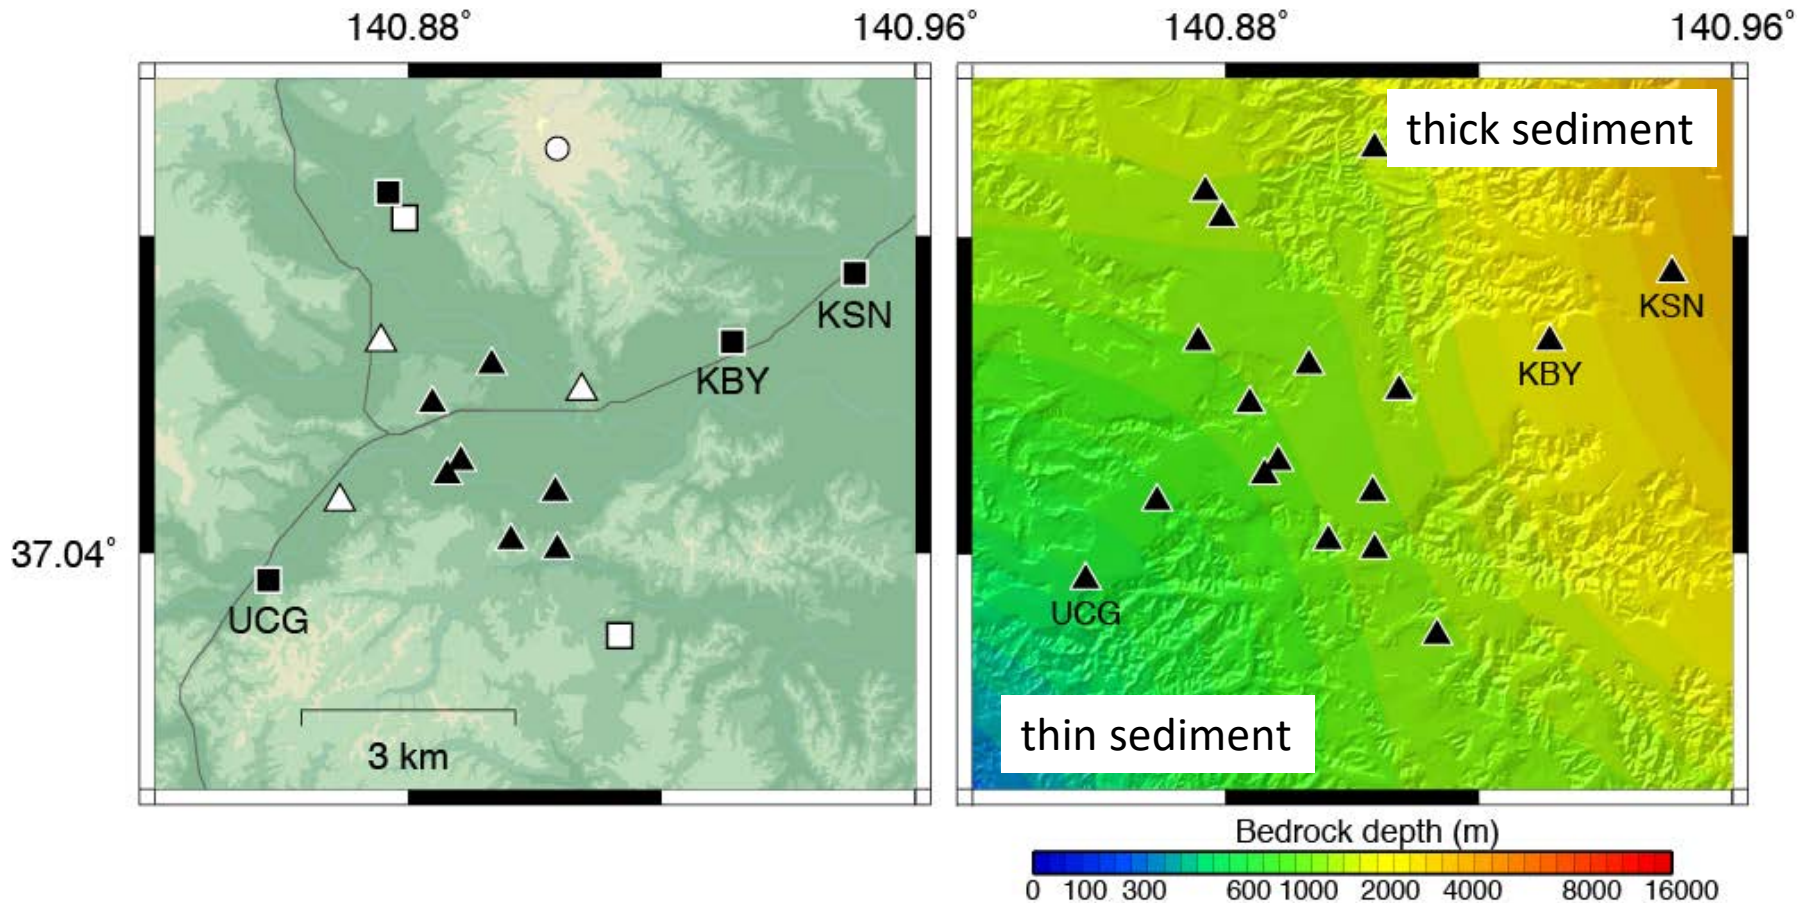 140.88° 140.96° 140.88° 140.96°
thick sediment
KSN
KSN
KBY
KBY
37.04°
UCG
UCG
thin sediment
3 km
Bedrock depth (m)
0 100 300 600 1000 2000 4000 8000 16000